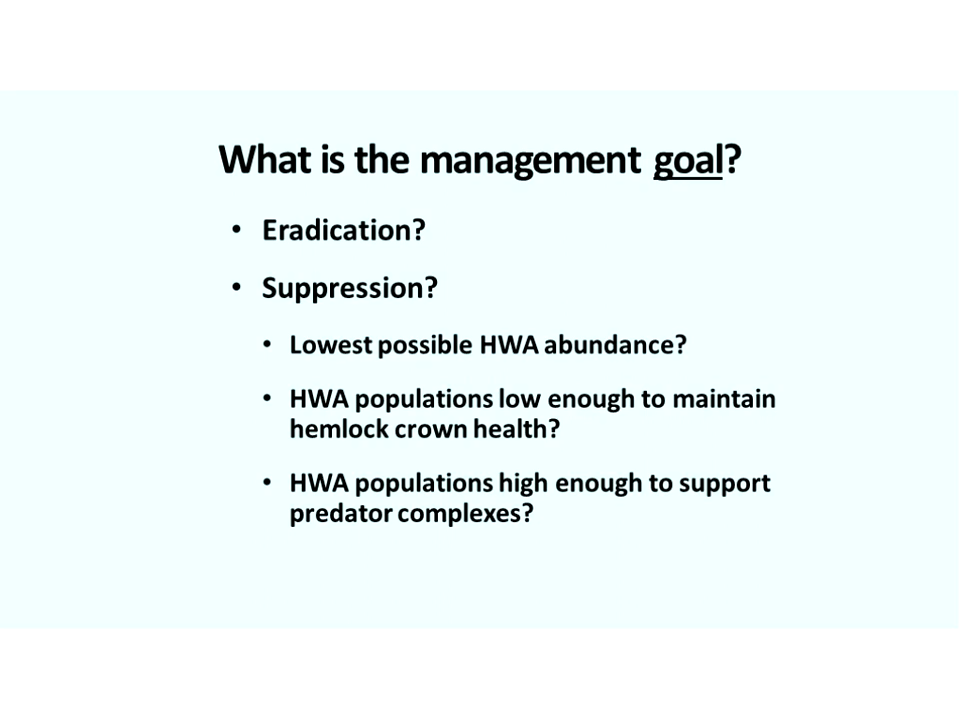 What is the management goal?
• Eradication?
• Suppression?
• Lowest possible HWA abundance?
• HWA populations low enough to maintain
hemlock crown health?
• HWA populations high enough to support
predator complexes?